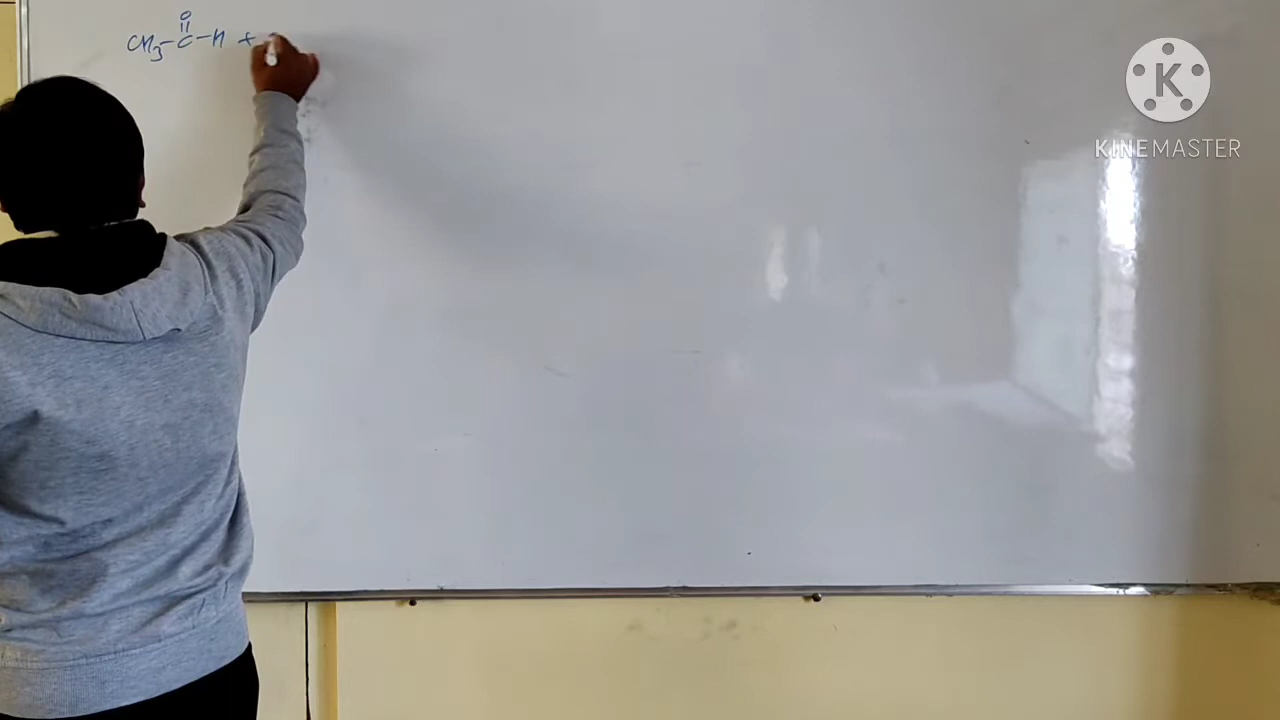 O
||
CH₃-C-H +
K
KINEMASTER